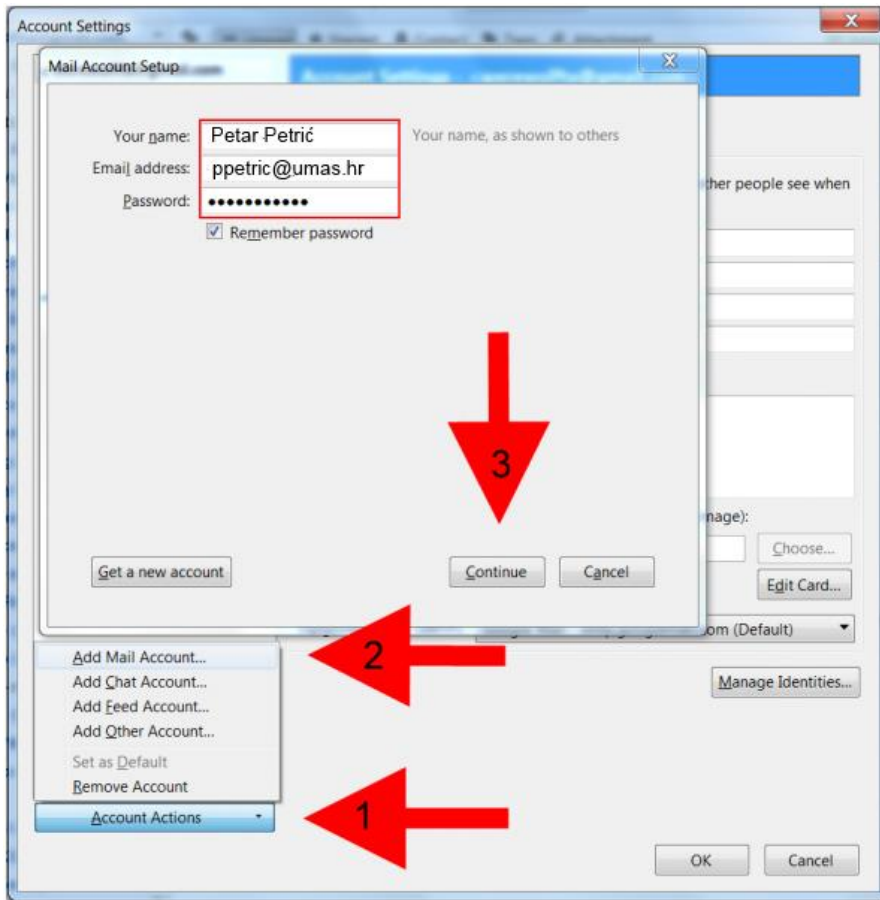 Account Settings
Mail Account Setup
Your name: Petar Petrić Your name, as shown to others
Email address: ppetric@umas.hr
Password: •••••••••••
Remember password
ther people see when
3
mage):
Choose...
Get a new account Continue Cancel
Edit Card...
om (Default)
2
Add Mail Account...
Add Chat Account...
Manage Identities...
Add Feed Account...
Add Other Account...
Set as Default
Remove Account
Account Actions
1
OK Cancel